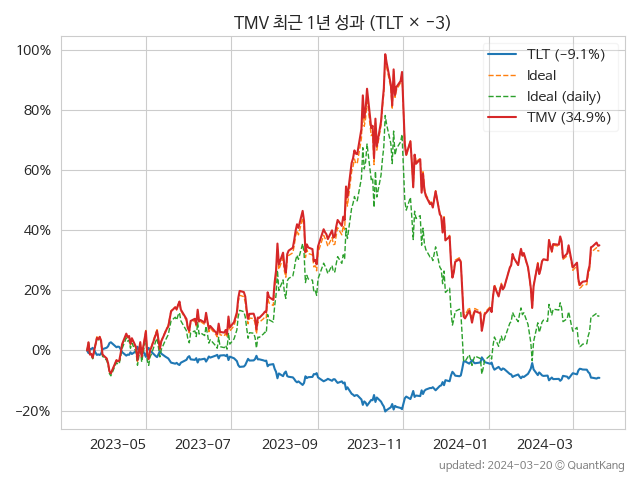 TMV 최근 1년 성과 (TLT × −3)
100%
80%
60%
40%
20%
0%
−20%
TLT (−9.1%)
Ideal
Ideal (daily)
TMV (34.9%)
2023-05 2023-07 2023-09 2023-11 2024-01 2024-03
updated: 2024-03-20 © QuantKang